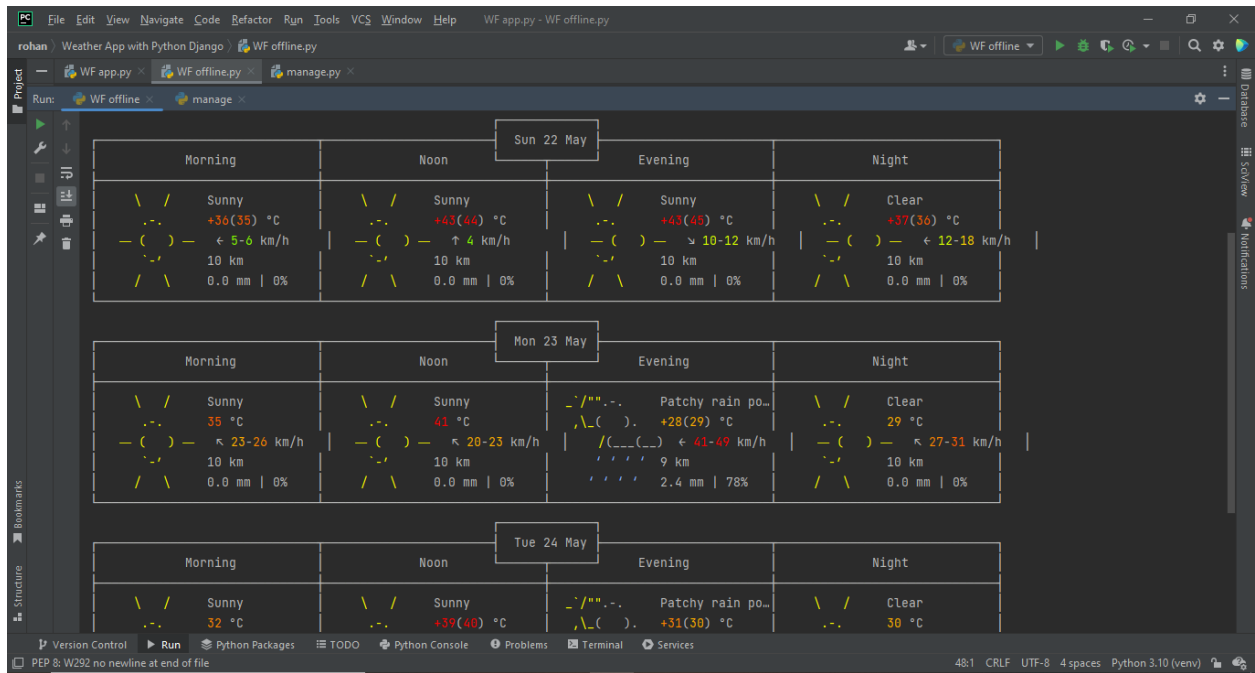 PC File Edit View Navigate Code Refactor Run Tools VCS Window Help WF app.py - WF offline.py
rohan Weather App with Python Django WF offline.py WF offline
WF app.py WF offline.py manage.py
Run: WF offline manage
Project
Database
SciView
Notifications
Bookmarks
Structure
Sun 22 May
Morning Noon Evening Night
Sunny Sunny Sunny Clear
+36(35) °C +43(44) °C +43(45) °C +37(36) °C
← 5-6 km/h ↑ 4 km/h ↘ 10-12 km/h ← 12-18 km/h
10 km 10 km 10 km 10 km
0.0 mm | 0% 0.0 mm | 0% 0.0 mm | 0% 0.0 mm | 0%
Mon 23 May
Morning Noon Evening Night
Sunny Sunny Patchy rain po… Clear
35 °C 41 °C +28(29) °C 29 °C
↖ 23-26 km/h ↖ 20-23 km/h ← 41-49 km/h ↖ 27-31 km/h
10 km 10 km 9 km 10 km
0.0 mm | 0% 0.0 mm | 0% 2.4 mm | 78% 0.0 mm | 0%
Tue 24 May
Morning Noon Evening Night
Sunny Sunny Patchy rain po… Clear
32 °C +39(40) °C +31(30) °C 30 °C
Version Control Run Python Packages TODO Python Console Problems Terminal Services
PEP 8: W292 no newline at end of file 48:1 CRLF UTF-8 4 spaces Python 3.10 (venv)